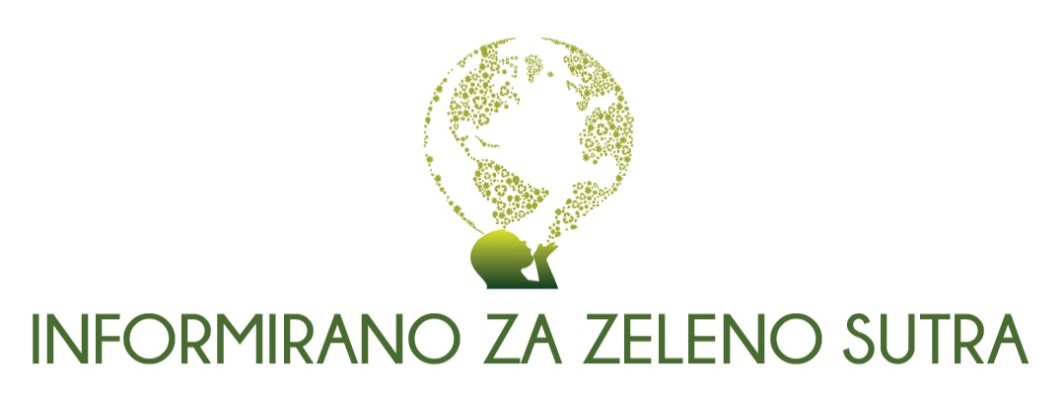 INFORMIRANO ZA ZELENO SUTRA